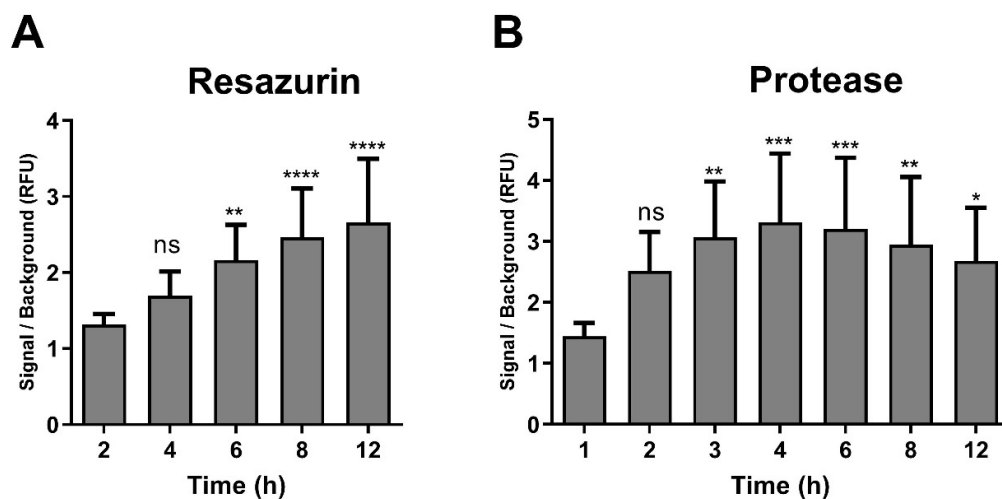 A
Resazurin
Signal / Background (RFU)
4
3
2
1
0
ns
**
****
****
2 4 6 8 12
Time (h)
B
Protease
Signal / Background (RFU)
5
4
3
2
1
0
ns
**
***
***
**
*
1 2 3 4 6 8 12
Time (h)